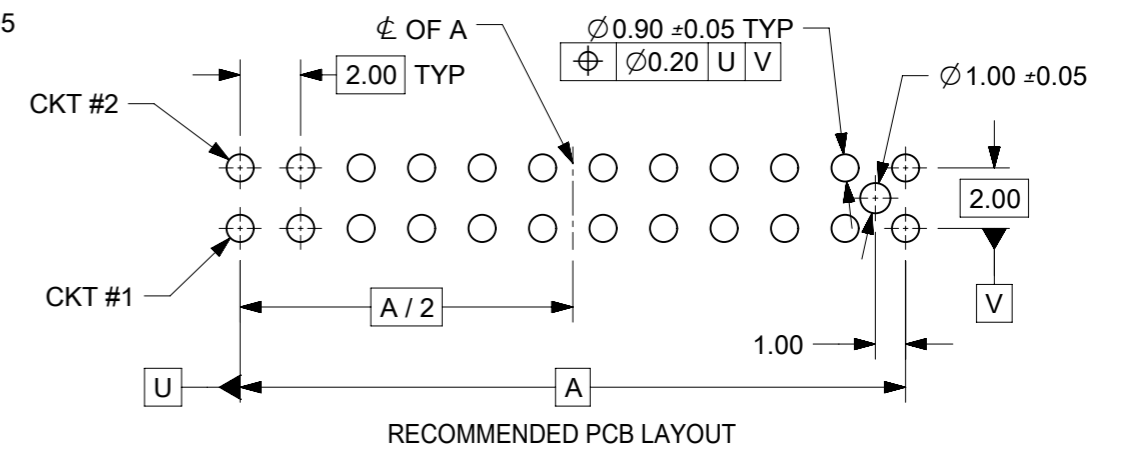 5
℄ OF A
∅0.90 ±0.05 TYP
⌖ ∅0.20 U V
2.00 TYP
∅1.00 ±0.05
CKT #2
2.00
CKT #1
A / 2
V
1.00
U
A
RECOMMENDED PCB LAYOUT